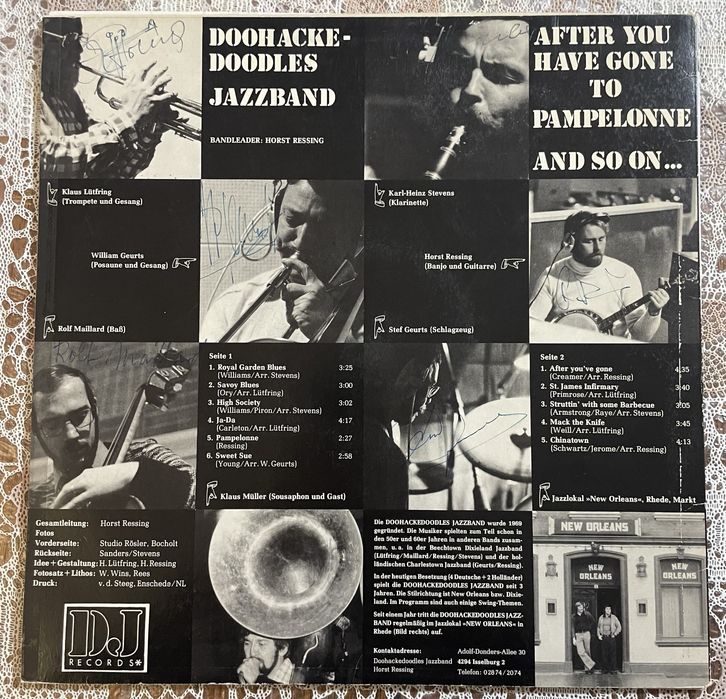 DOOHACKE-
DOODLES
JAZZBAND
BANDLEADER: HORST RESSING
AFTER YOU
HAVE GONE
TO
PAMPELONNE
AND SO ON...
Klaus Lütfring
(Trompete und Gesang)
William Geurts
(Posaune und Gesang)
Rolf Maillard (Baß)
Karl-Heinz Stevens
(Klarinette)
Horst Ressing
(Banjo und Guitarre)
Stef Geurts (Schlagzeug)
Rolf Maillard
Seite 1
1. Royal Garden Blues 3:25
(Williams/Arr. Stevens)
2. Savoy Blues 3:00
(Ory/Arr. Lütfring)
3. High Society 3:02
(Williams/Piron/Arr. Stevens)
4. Ja-Da 4:17
(Carleton/Arr. Lütfring)
5. Pampelonne 2:27
(Ressing)
6. Sweet Sue 2:58
(Young/Arr. W. Geurts)
Klaus Müller (Sousaphon und Gast)
Seite 2
1. After you've gone 4:35
(Creamer/Arr. Ressing)
2. St. James Infirmary 3:40
(Primrose/Arr. Lütfring)
3. Struttin' with some Barbecue 3:05
(Armstrong/Raye/Arr. Stevens)
4. Mack the Knife 3:45
(Weill/Arr. Lütfring)
5. Chinatown 4:13
(Schwartz/Jerome/Arr. Ressing)
Jazzlokal »New Orleans«, Rhede, Markt
Gesamtleitung: Horst Ressing
Fotos
Vorderseite: Studio Rösler, Bocholt
Rückseite: Sanders/Stevens
Idee+Gestaltung: H. Lütfring, H. Ressing
Fotosatz+Lithos: W. Wins, Rees
Druck: v. d. Steeg, Enschede/NL
DJ
RECORDS*
Die DOOHACKEDOODLES JAZZBAND wurde 1969
gegründet. Die Musiker spielten zum Teil schon in
den 50er und 60er Jahren in anderen Bands zusam-
men, u. a. in der Beechtown Dixieland Jazzband
(Lütfring/Maillard/Ressing/Stevens) und der hol-
ländischen Charlestown Jazzband (Geurts/Ressing).
In der heutigen Besetzung (4 Deutsche+2 Holländer)
spielt die DOOHACKEDOODLES JAZZBAND seit 3
Jahren. Die Stilrichtung ist New Orleans bzw. Dixie-
land. Im Programm sind auch einige Swing-Themen.
Seit einem Jahr tritt die DOOHACKEDOODLES JAZZ-
BAND regelmäßig im Jazzlokal »NEW ORLEANS« in
Rhede (Bild rechts) auf.
Kontaktadresse: Adolf-Donders-Allee 30
Doohackedoodles Jazzband 4294 Isselburg 2
Horst Ressing Telefon: 02874/2074
NEW ORLEANS
NEW
ORLEANS
NEW
ORLEANS